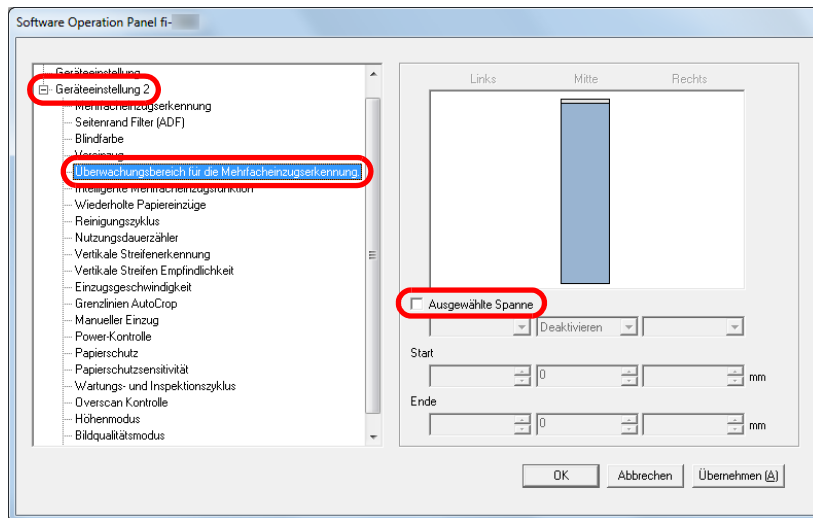 Software Operation Panel fi-
Geräteeinstellung
Geräteeinstellung 2
Mehrfacheinzugserkennung
Seitenrand Filter (ADF)
Blindfarbe
Voreinzug
Überwachungsbereich für die Mehrfacheinzugserkennung
Intelligente Mehrfacheinzugsfunktion
Wiederholte Papiereinzüge
Reinigungszyklus
Nutzungsdauerzähler
Vertikale Streifenerkennung
Vertikale Streifen Empfindlichkeit
Einzugsgeschwindigkeit
Grenzlinien AutoCrop
Manueller Einzug
Power-Kontrolle
Papierschutz
Papierschutzsensitivität
Wartungs- und Inspektionszyklus
Overscan Kontrolle
Höhenmodus
Bildqualitätsmodus
Links Mitte Rechts
Ausgewählte Spanne
Deaktivieren
Start
0 mm
Ende
0 mm
OK Abbrechen Übernehmen (A)